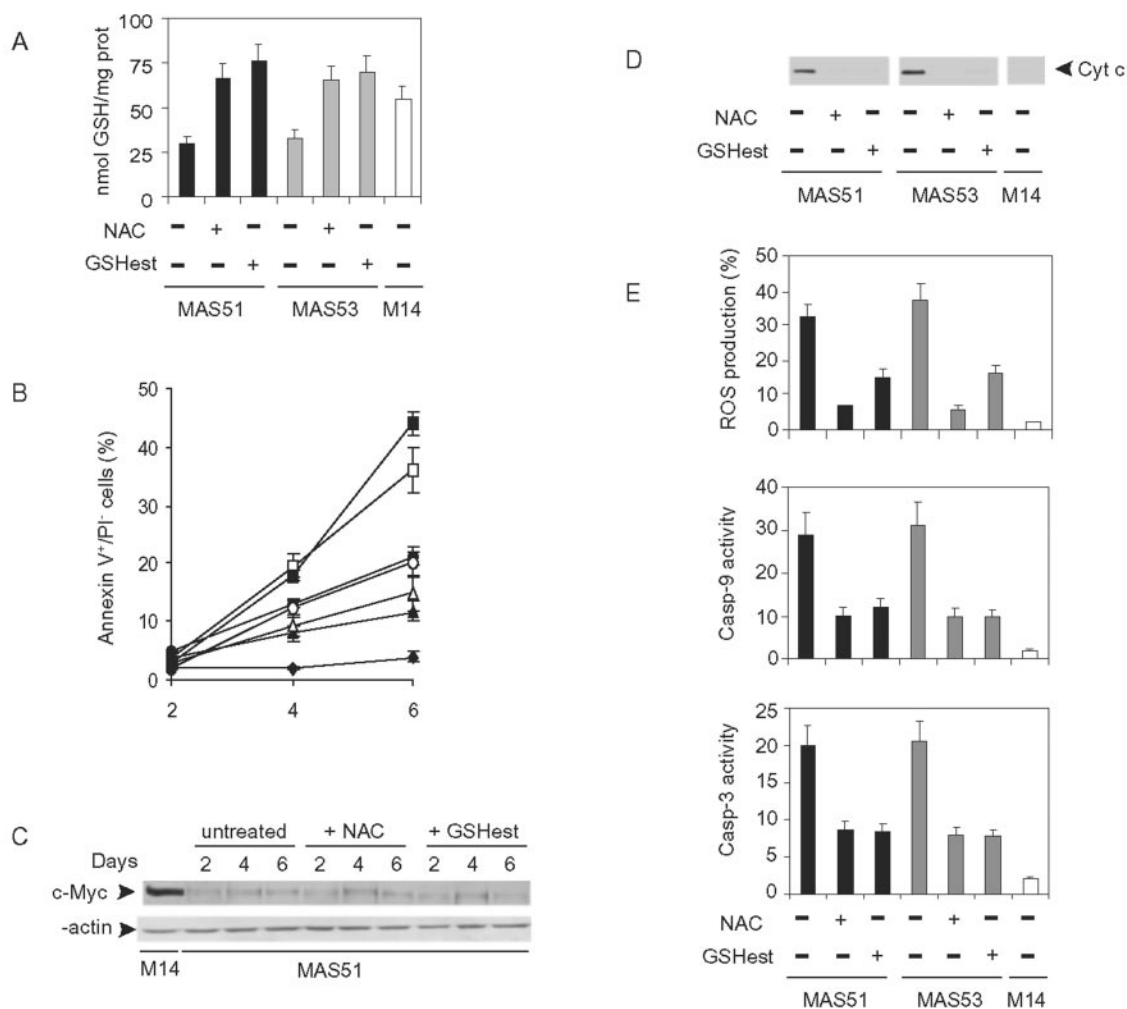 A
nmol GSH/mg prot
100
75
50
25
0
NAC - + - - + - -
GSHest - - + - - + -
MAS51 MAS53 M14
B
Annexin V+/PI- cells (%)
50
40
30
20
10
0
2 4 6
C
untreated + NAC + GSHest
Days 2 4 6 2 4 6 2 4 6
c-Myc
-actin
M14 MAS51
D
Cyt c
NAC - + - - + - -
GSHest - - + - - + -
MAS51 MAS53 M14
E
ROS production (%)
50
40
30
20
10
0
Casp-9 activity
40
30
20
10
0
Casp-3 activity
25
20
15
10
5
0
NAC - + - - + - -
GSHest - - + - - + -
MAS51 MAS53 M14